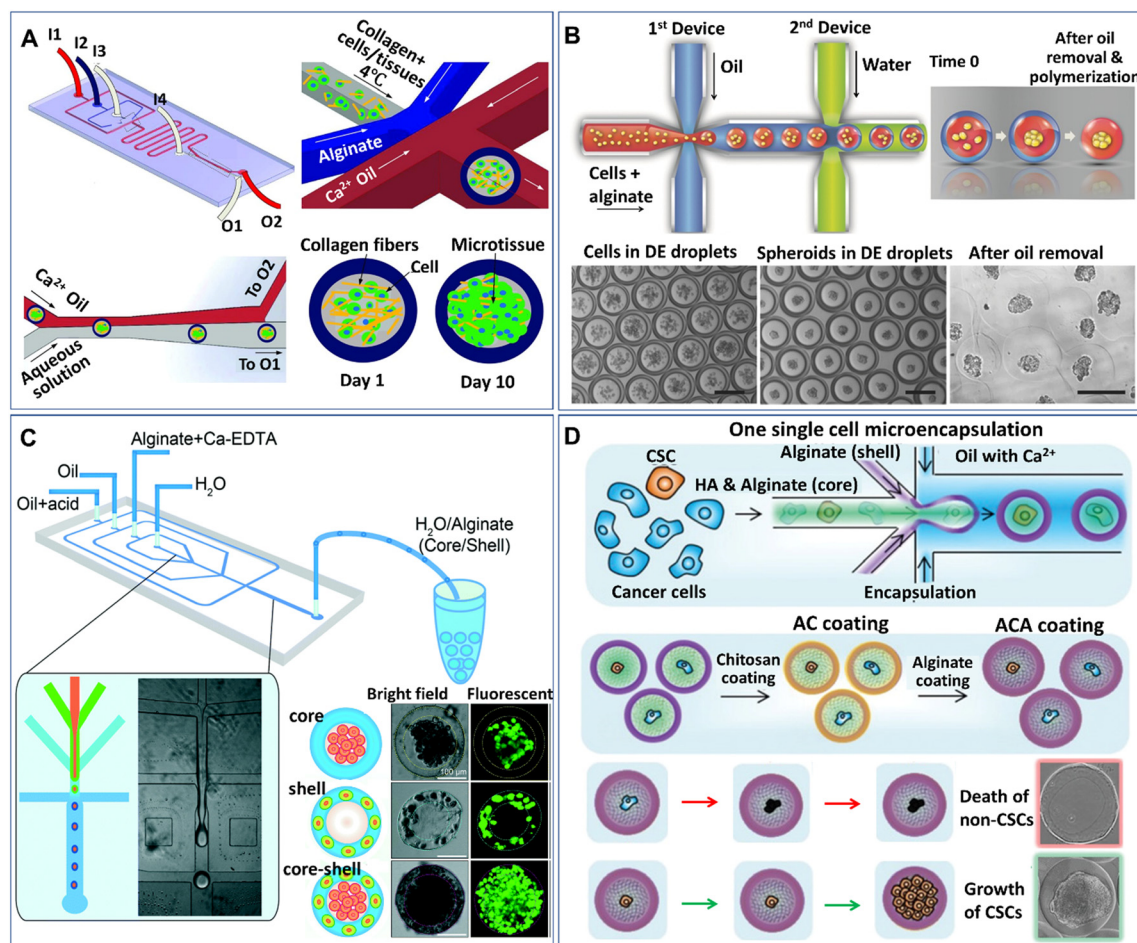 A
I1
I2
I3
I4
O1
O2
Collagen+
cells/tissues
4°C
Alginate
Ca²⁺ Oil
Ca²⁺ Oil
To O2
Aqueous
solution
To O1
Collagen fibers
Cell
Microtissue
Day 1
Day 10
B
1st Device
2nd Device
Oil
Water
Cells +
alginate
Time 0
After oil
removal &
polymerization
Cells in DE droplets
Spheroids in DE droplets
After oil removal
C
Alginate+Ca-EDTA
Oil
H₂O
Oil+acid
H₂O/Alginate
(Core/Shell)
Bright field
Fluorescent
core
100 µm
shell
core-shell
D
One single cell microencapsulation
Alginate (shell)
Oil with Ca²⁺
CSC
HA & Alginate (core)
Cancer cells
Encapsulation
AC coating
ACA coating
Chitosan
coating
Alginate
coating
Death of
non-CSCs
Growth
of CSCs